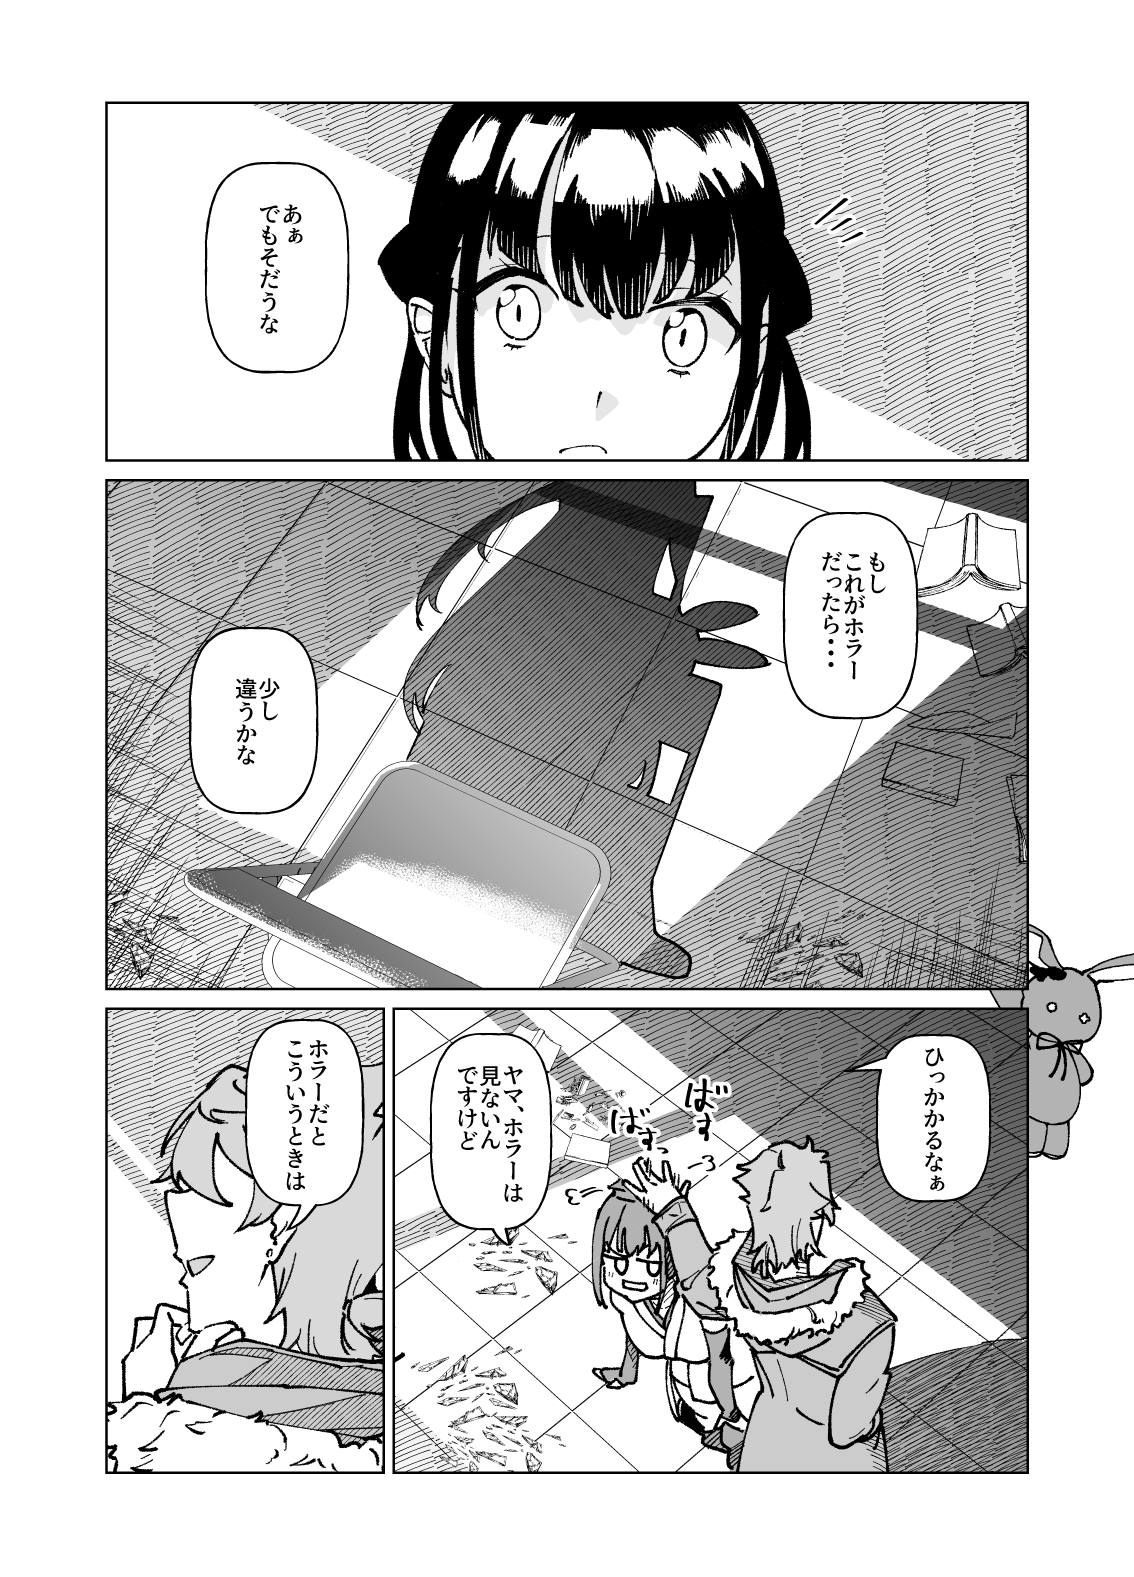 あぁ
でもそだうな
もし
これがホラー
だったら・・・
少し
違うかな
ひっかかるなぁ
ばす
ばすっ
ヤマ、ホラーは
見ないん
ですけど
ホラーだと
こういうときは